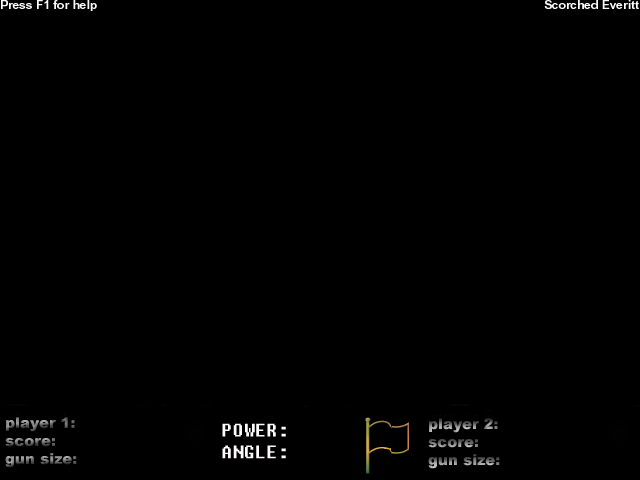 Press F1 for help
Scorched Everitt
player 1:
score:
gun size:
POWER:
ANGLE:
player 2:
score:
gun size: